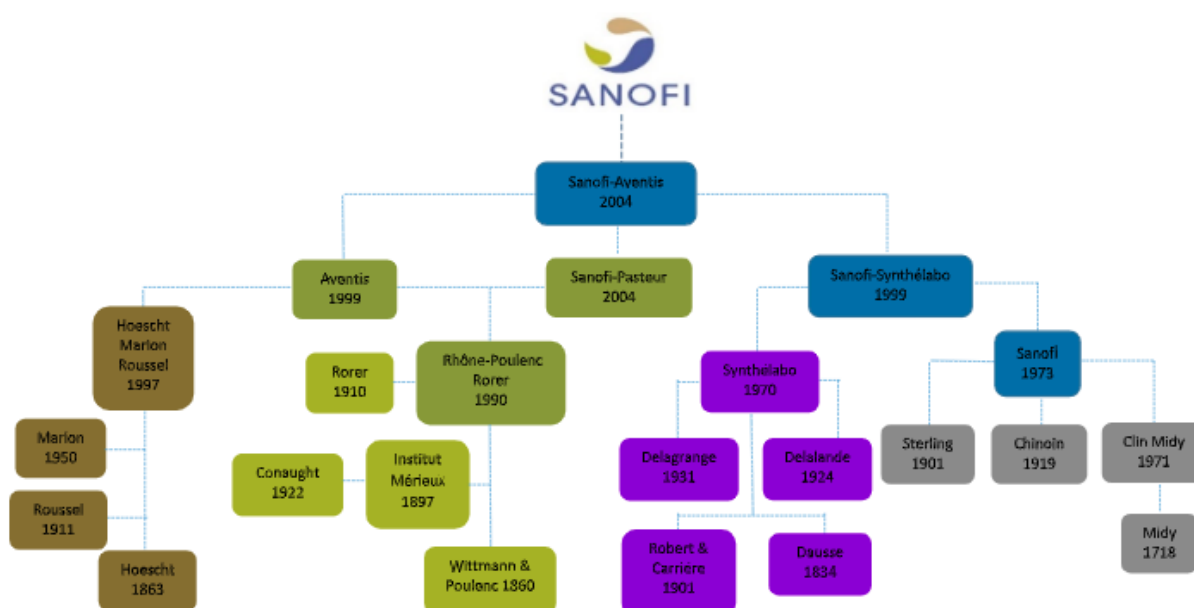 SANOFI
Sanofi-Aventis
2004
Aventis
1999
Sanofi-Pasteur
2004
Sanofi-Synthélabo
1999
Hoescht
Marion
Roussel
1997
Rorer
1910
Rhône-Poulenc
Rorer
1990
Synthélabo
1970
Sanofi
1973
Marion
1950
Conaught
1922
Institut
Mérieux
1897
Delagrange
1931
Delalande
1924
Sterling
1901
Chinoin
1919
Clin Midy
1971
Roussel
1911
Hoescht
1863
Wittmann &
Poulenc 1860
Robert &
Carrière
1901
Dausse
1834
Midy
1718